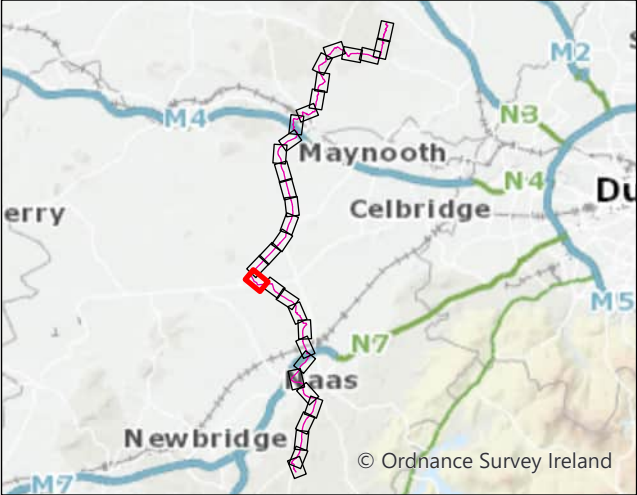 M2
N3
M4
Maynooth
N4
Du
Celbridge
erry
M5
N7
Naas
Newbridge
© Ordnance Survey Ireland
M7